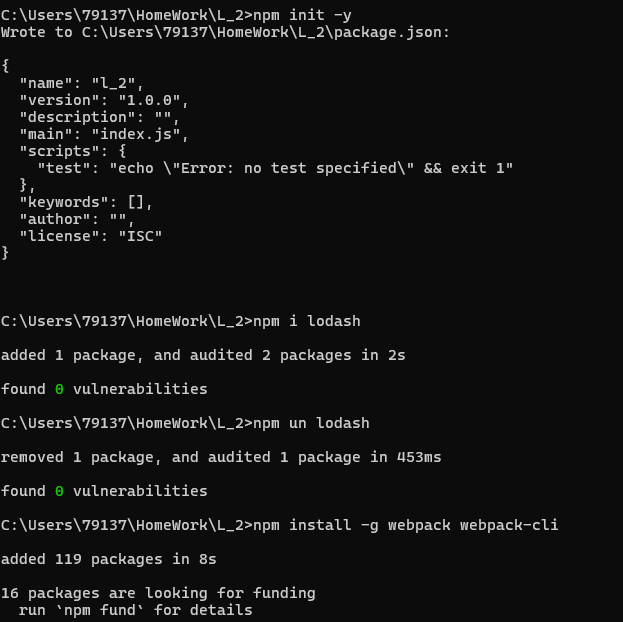 C:\Users\79137\HomeWork\L_2>npm init -y
Wrote to C:\Users\79137\HomeWork\L_2\package.json:
{
  "name": "l_2",
  "version": "1.0.0",
  "description": "",
  "main": "index.js",
  "scripts": {
    "test": "echo \"Error: no test specified\" && exit 1"
  },
  "keywords": [],
  "author": "",
  "license": "ISC"
}
C:\Users\79137\HomeWork\L_2>npm i lodash
added 1 package, and audited 2 packages in 2s
found 0 vulnerabilities
C:\Users\79137\HomeWork\L_2>npm un lodash
removed 1 package, and audited 1 package in 453ms
found 0 vulnerabilities
C:\Users\79137\HomeWork\L_2>npm install -g webpack webpack-cli
added 119 packages in 8s
16 packages are looking for funding
  run `npm fund` for details